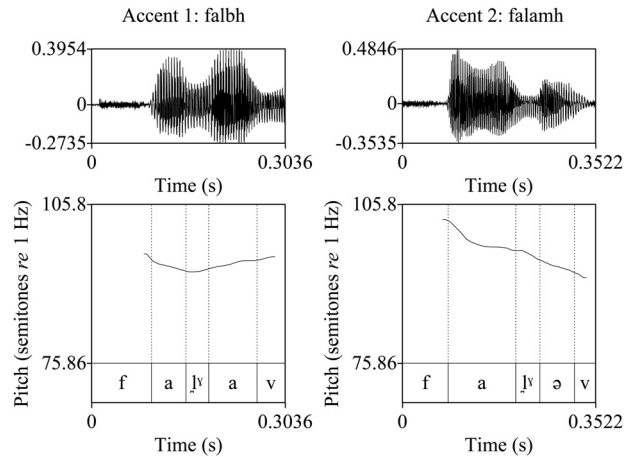 Accent 1: falbh
0.3954
0
-0.2735
0 0.3036
Time (s)
Pitch (semitones re 1 Hz)
105.8
75.86
f a l̪ˠ a v
0 0.3036
Time (s)
Accent 2: falamh
0.4846
0
-0.3535
0 0.3522
Time (s)
Pitch (semitones re 1 Hz)
105.8
75.86
f a l̪ˠ ə v
0 0.3522
Time (s)